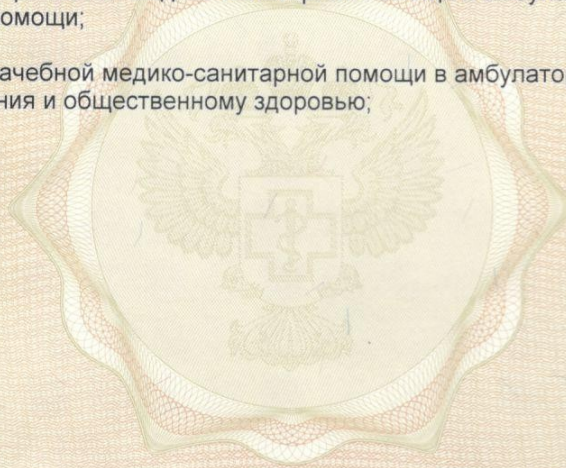 омощи;
ачебной медико-санитарной помощи в амбулато
ния и общественному здоровью;